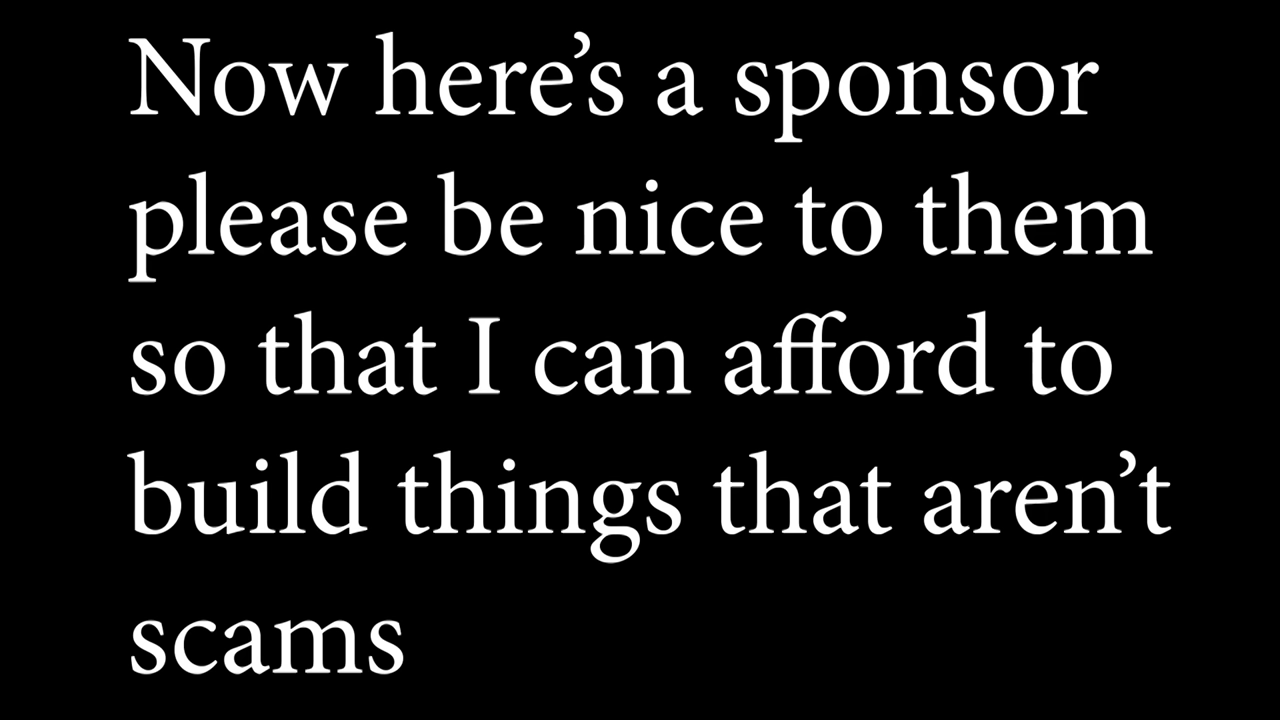 Now here’s a sponsor
please be nice to them
so that I can afford to
build things that aren’t
scams